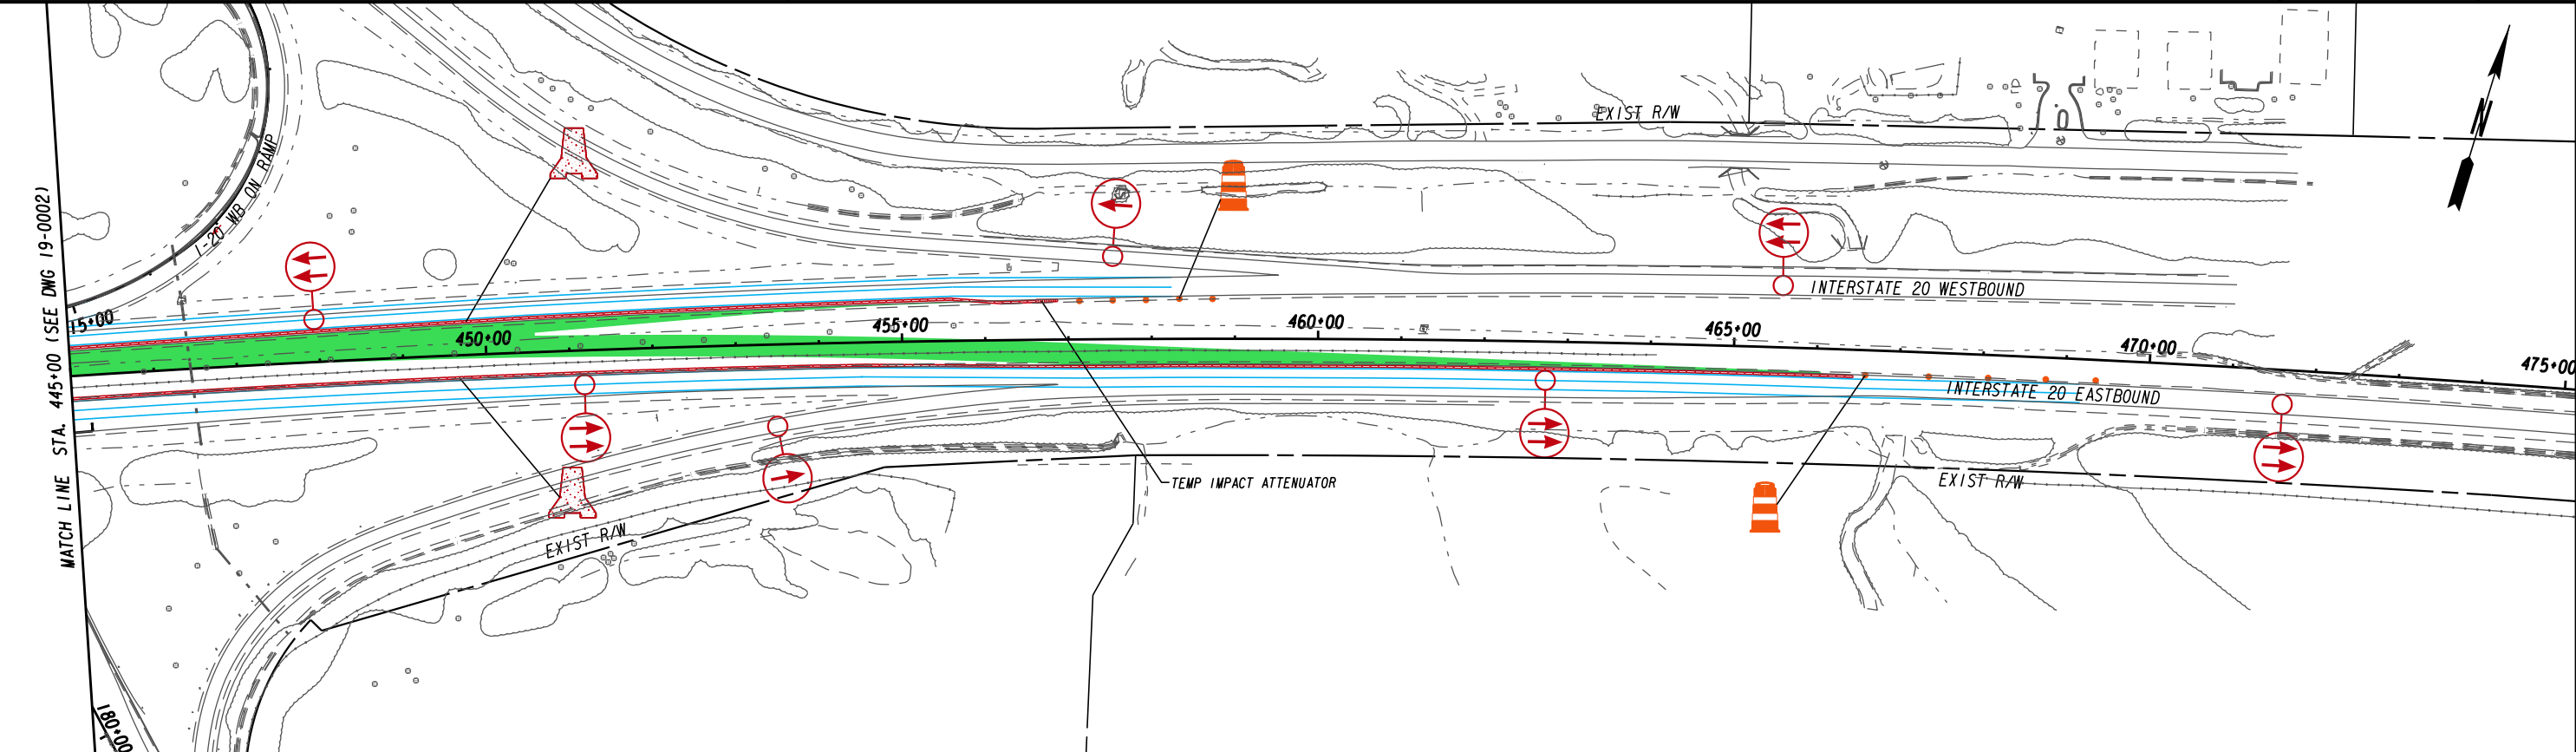 EXIST R/W
I-20 WB ON RAMP
MATCH LINE STA. 445+00 (SEE DWG 19-0002)
INTERSTATE 20 WESTBOUND
15+00
450+00
455+00
460+00
465+00
470+00
475+00
INTERSTATE 20 EASTBOUND
TEMP IMPACT ATTENUATOR
EXIST R/W
EXIST R/W
180+00
N